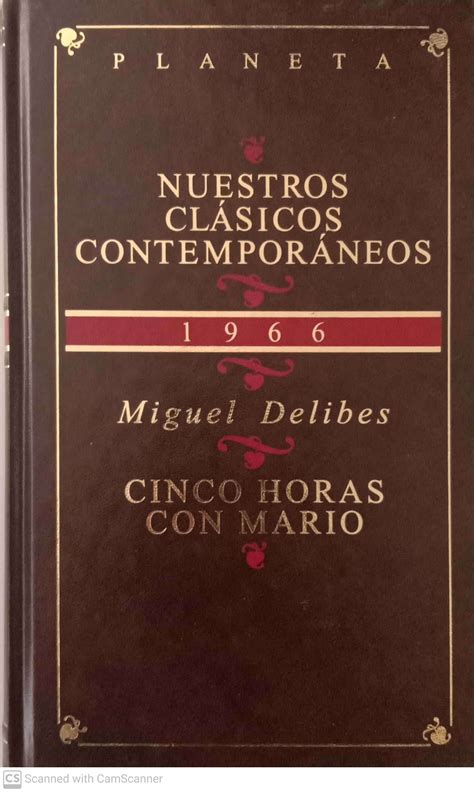 PLANETA
NUESTROS
CLÁSICOS
CONTEMPORÁNEOS
1966
Miguel Delibes
CINCO HORAS
CON MARIO
CS Scanned with CamScanner